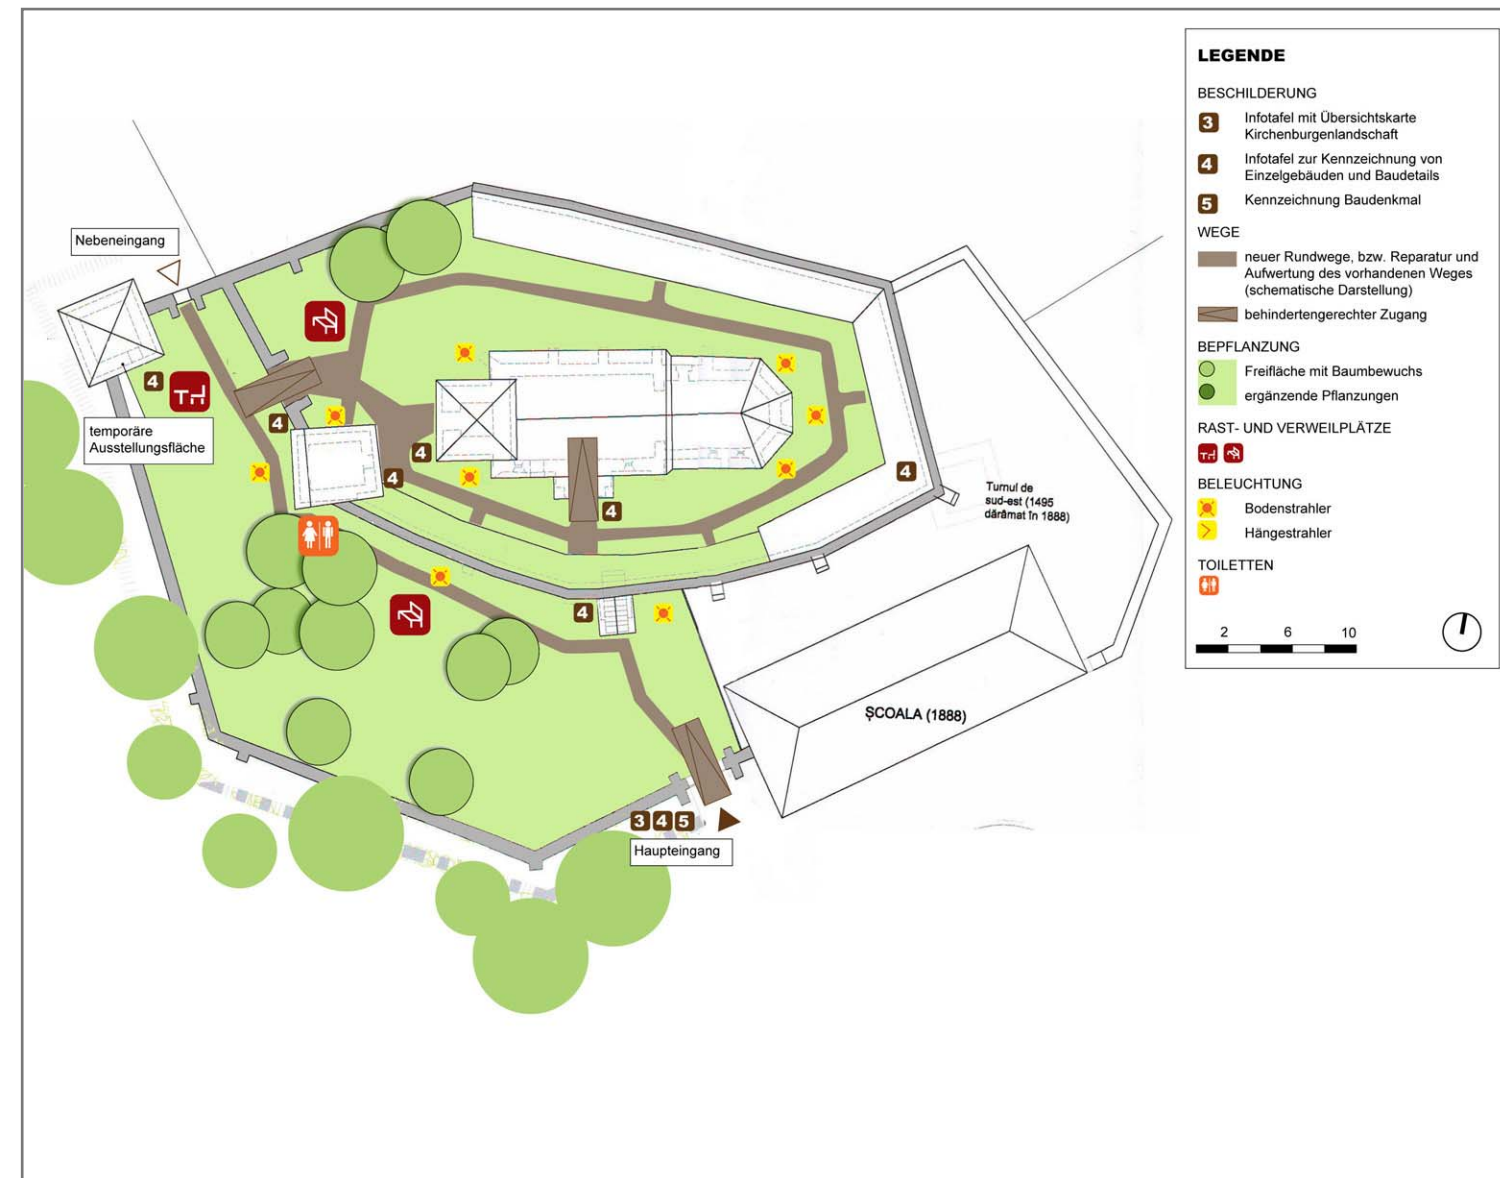 LEGENDE
BESCHILDERUNG
3 Infotafel mit Übersichtskarte
Kirchenburgenlandschaft
4 Infotafel zur Kennzeichnung von
Einzelgebäuden und Baudetails
5 Kennzeichnung Baudenkmal
WEGE
neuer Rundwege, bzw. Reparatur und
Aufwertung des vorhandenen Weges
(schematische Darstellung)
behindertengerechter Zugang
BEPFLANZUNG
Freifläche mit Baumbewuchs
ergänzende Pflanzungen
RAST- UND VERWEILPLÄTZE
BELEUCHTUNG
Bodenstrahler
Hängestrahler
TOILETTEN
2 6 10
Nebeneingang
4
temporäre
Ausstellungsfläche
4
4
4
4
4
Turnul de
sud-est (1495
dărâmat în 1888)
4
ȘCOALA (1888)
3 4 5
Haupteingang